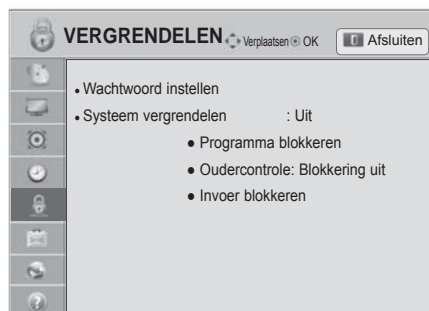 VERGRENDELEN Verplaatsen OK Afsluiten
• Wachtwoord instellen
• Systeem vergrendelen : Uit
● Programma blokkeren
● Oudercontrole: Blokkering uit
● Invoer blokkeren